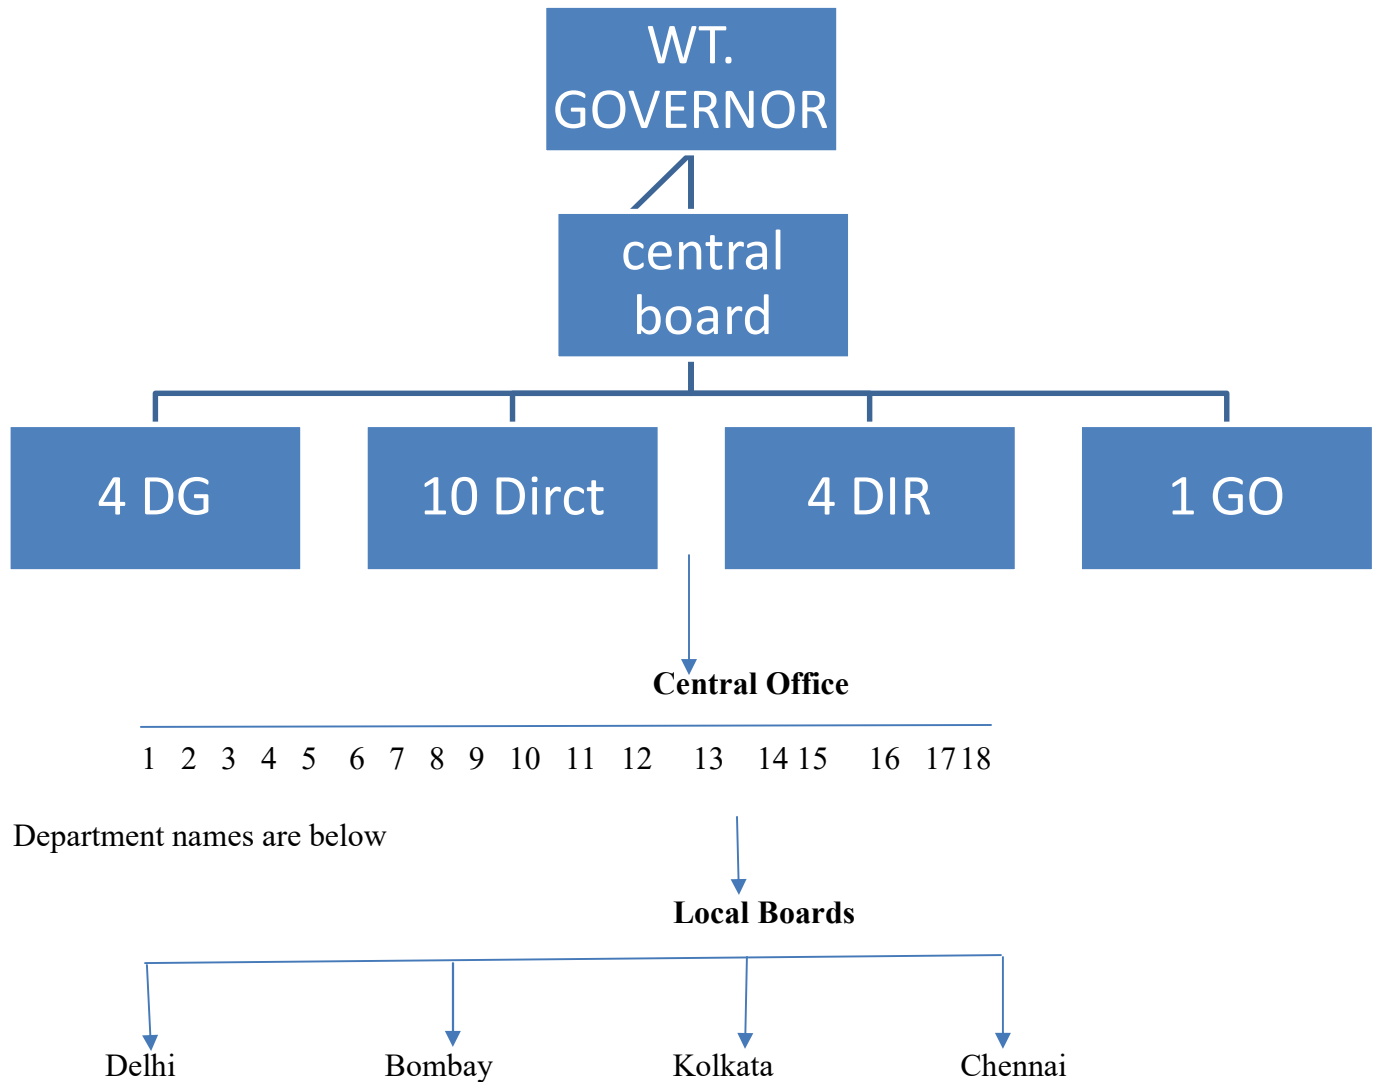 WT.
GOVERNOR
central
board
4 DG
10 Dirct
4 DIR
1 GO
Central Office
1 2 3 4 5 6 7 8 9 10 11 12 13 14 15 16 17 18
Department names are below
Local Boards
Delhi Bombay Kolkata Chennai